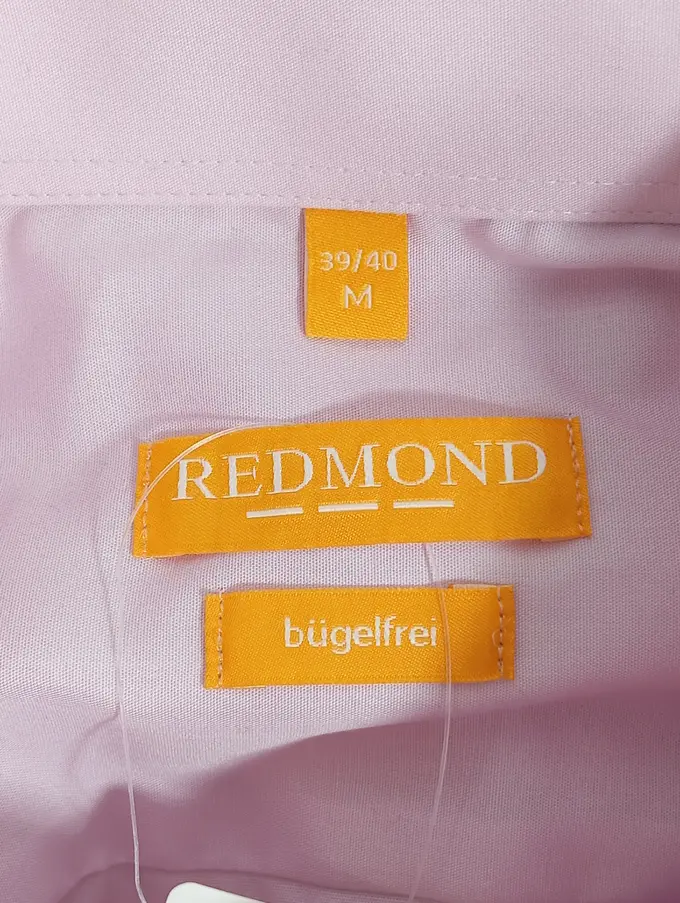 39/40
M
REDMOND
bügelfrei